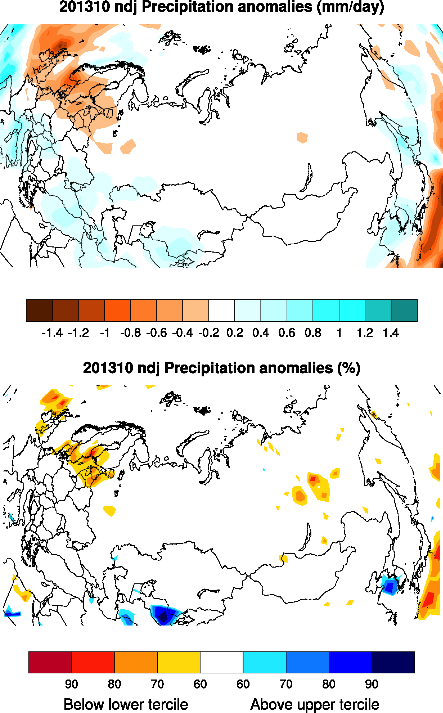 201310 ndj Precipitation anomalies (mm/day)
-1.4 -1.2 -1 -0.8 -0.6 -0.4 -0.2 0.2 0.4 0.6 0.8 1 1.2 1.4
201310 ndj Precipitation anomalies (%)
90 80 70 60 60 70 80 90
Below lower tercile Above upper tercile